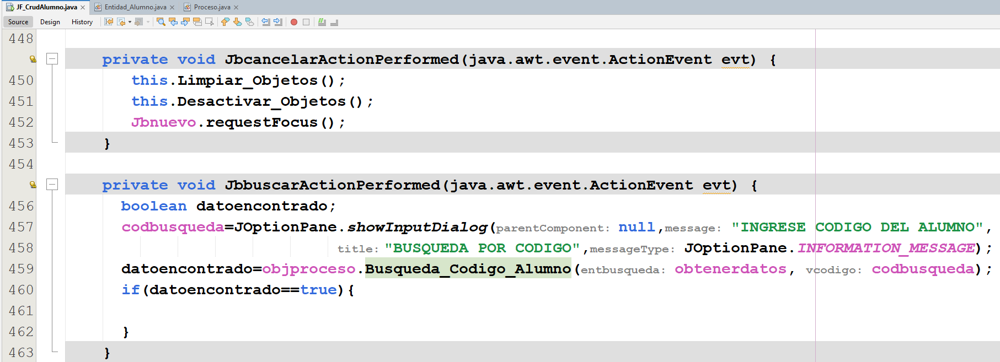 JF_CrudAlumno.java Entidad_Alumno.java Proceso.java
Source Design History
448
private void JbcancelarActionPerformed(java.awt.event.ActionEvent evt) {
450 this.Limpiar_Objetos();
451 this.Desactivar_Objetos();
452 Jbnuevo.requestFocus();
453 }
454
private void JbbuscarActionPerformed(java.awt.event.ActionEvent evt) {
456 boolean datoencontrado;
457 codbusqueda=JOptionPane.showInputDialog(parentComponent: null,message: "INGRESE CODIGO DEL ALUMNO",
458 title: "BUSQUEDA POR CODIGO",messageType: JOptionPane.INFORMATION_MESSAGE);
459 datoencontrado=objproceso.Busqueda_Codigo_Alumno(entbusqueda: obtenerdatos, vcodigo: codbusqueda);
460 if(datoencontrado==true){
461
462 }
463 }